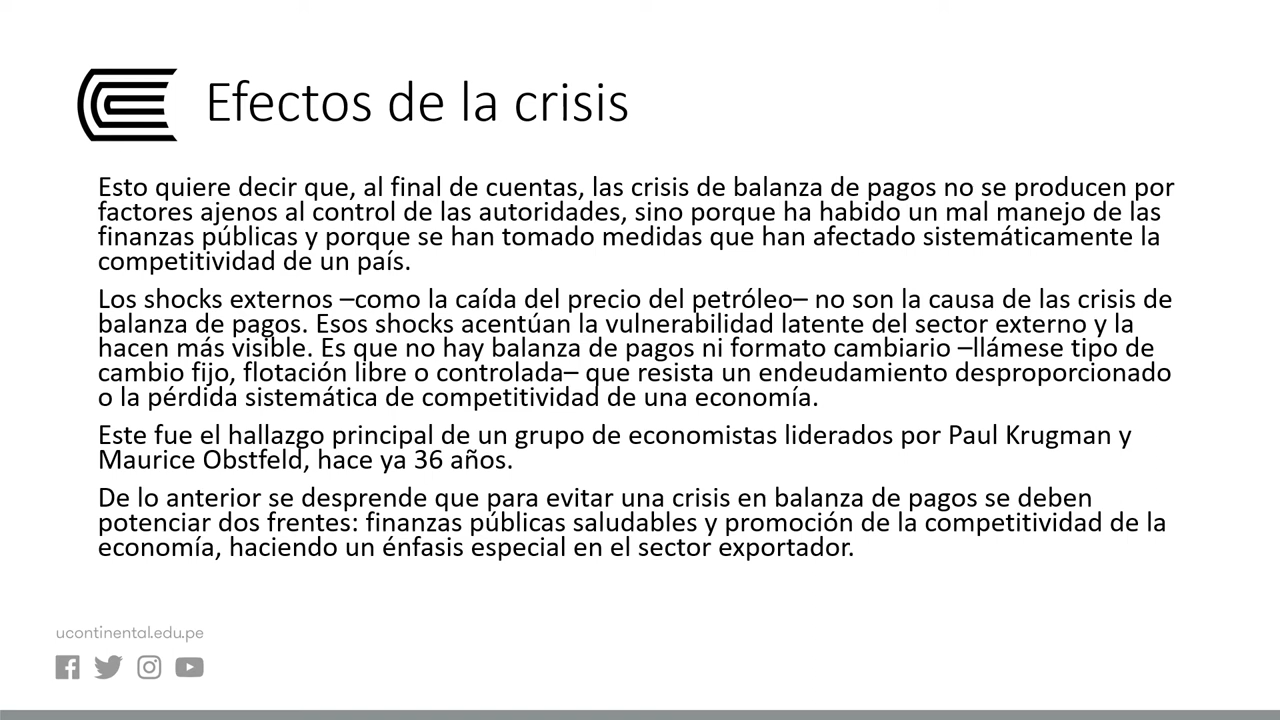 Efectos de la crisis
Esto quiere decir que, al final de cuentas, las crisis de balanza de pagos no se producen por
factores ajenos al control de las autoridades, sino porque ha habido un mal manejo de las
finanzas públicas y porque se han tomado medidas que han afectado sistemáticamente la
competitividad de un país.
Los shocks externos –como la caída del precio del petróleo– no son la causa de las crisis de
balanza de pagos. Esos shocks acentúan la vulnerabilidad latente del sector externo y la
hacen más visible. Es que no hay balanza de pagos ni formato cambiario –llámese tipo de
cambio fijo, flotación libre o controlada– que resista un endeudamiento desproporcionado
o la pérdida sistemática de competitividad de una economía.
Este fue el hallazgo principal de un grupo de economistas liderados por Paul Krugman y
Maurice Obstfeld, hace ya 36 años.
De lo anterior se desprende que para evitar una crisis en balanza de pagos se deben
potenciar dos frentes: finanzas públicas saludables y promoción de la competitividad de la
economía, haciendo un énfasis especial en el sector exportador.
ucontinental.edu.pe